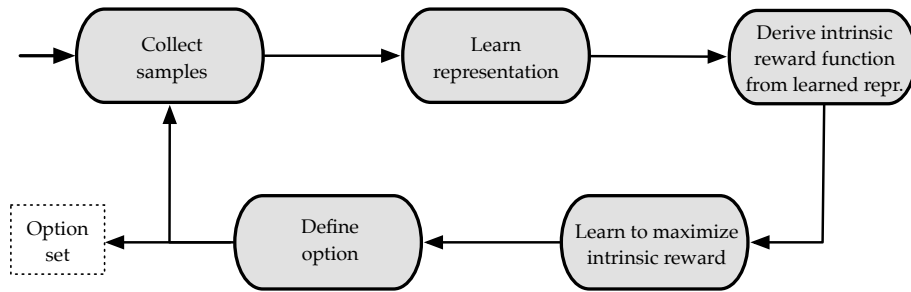 Collect
samples
Learn
representation
Derive intrinsic
reward function
from learned repr.
Option
set
Define
option
Learn to maximize
intrinsic reward